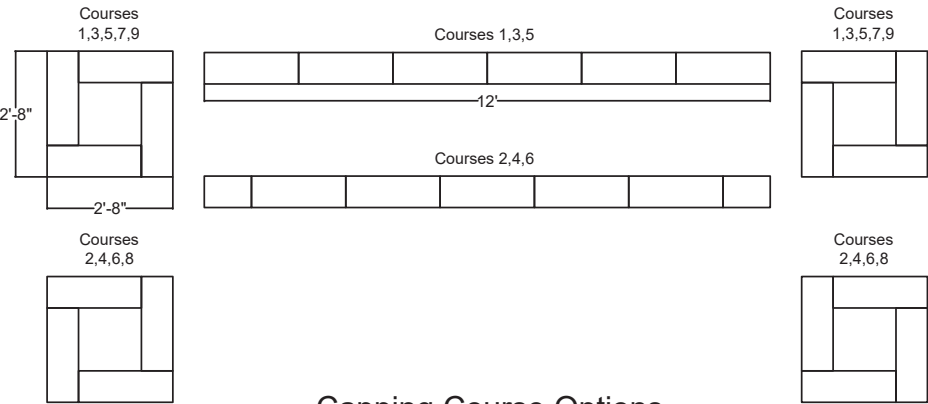 Courses
1,3,5,7,9
Courses 1,3,5
Courses
1,3,5,7,9
2'-8"
12'
Courses 2,4,6
2'-8"
Courses
2,4,6,8
Courses
2,4,6,8
Capping Course Options